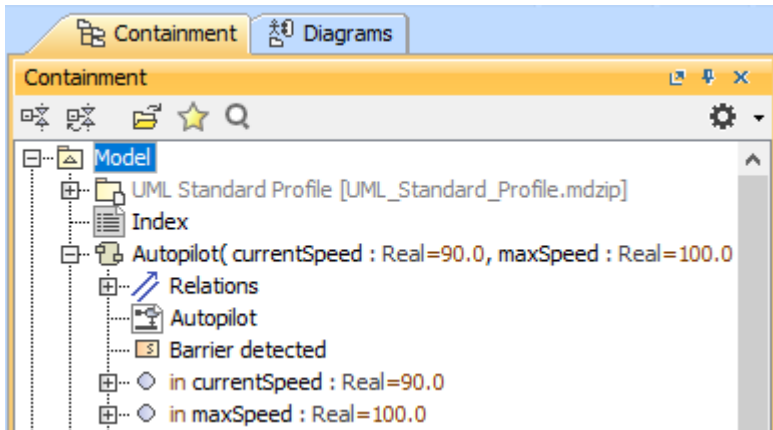 Containment Diagrams
Containment
Model
UML Standard Profile [UML_Standard_Profile.mdzip]
Index
Autopilot( currentSpeed : Real=90.0, maxSpeed : Real=100.0
Relations
Autopilot
Barrier detected
in currentSpeed : Real=90.0
in maxSpeed : Real=100.0